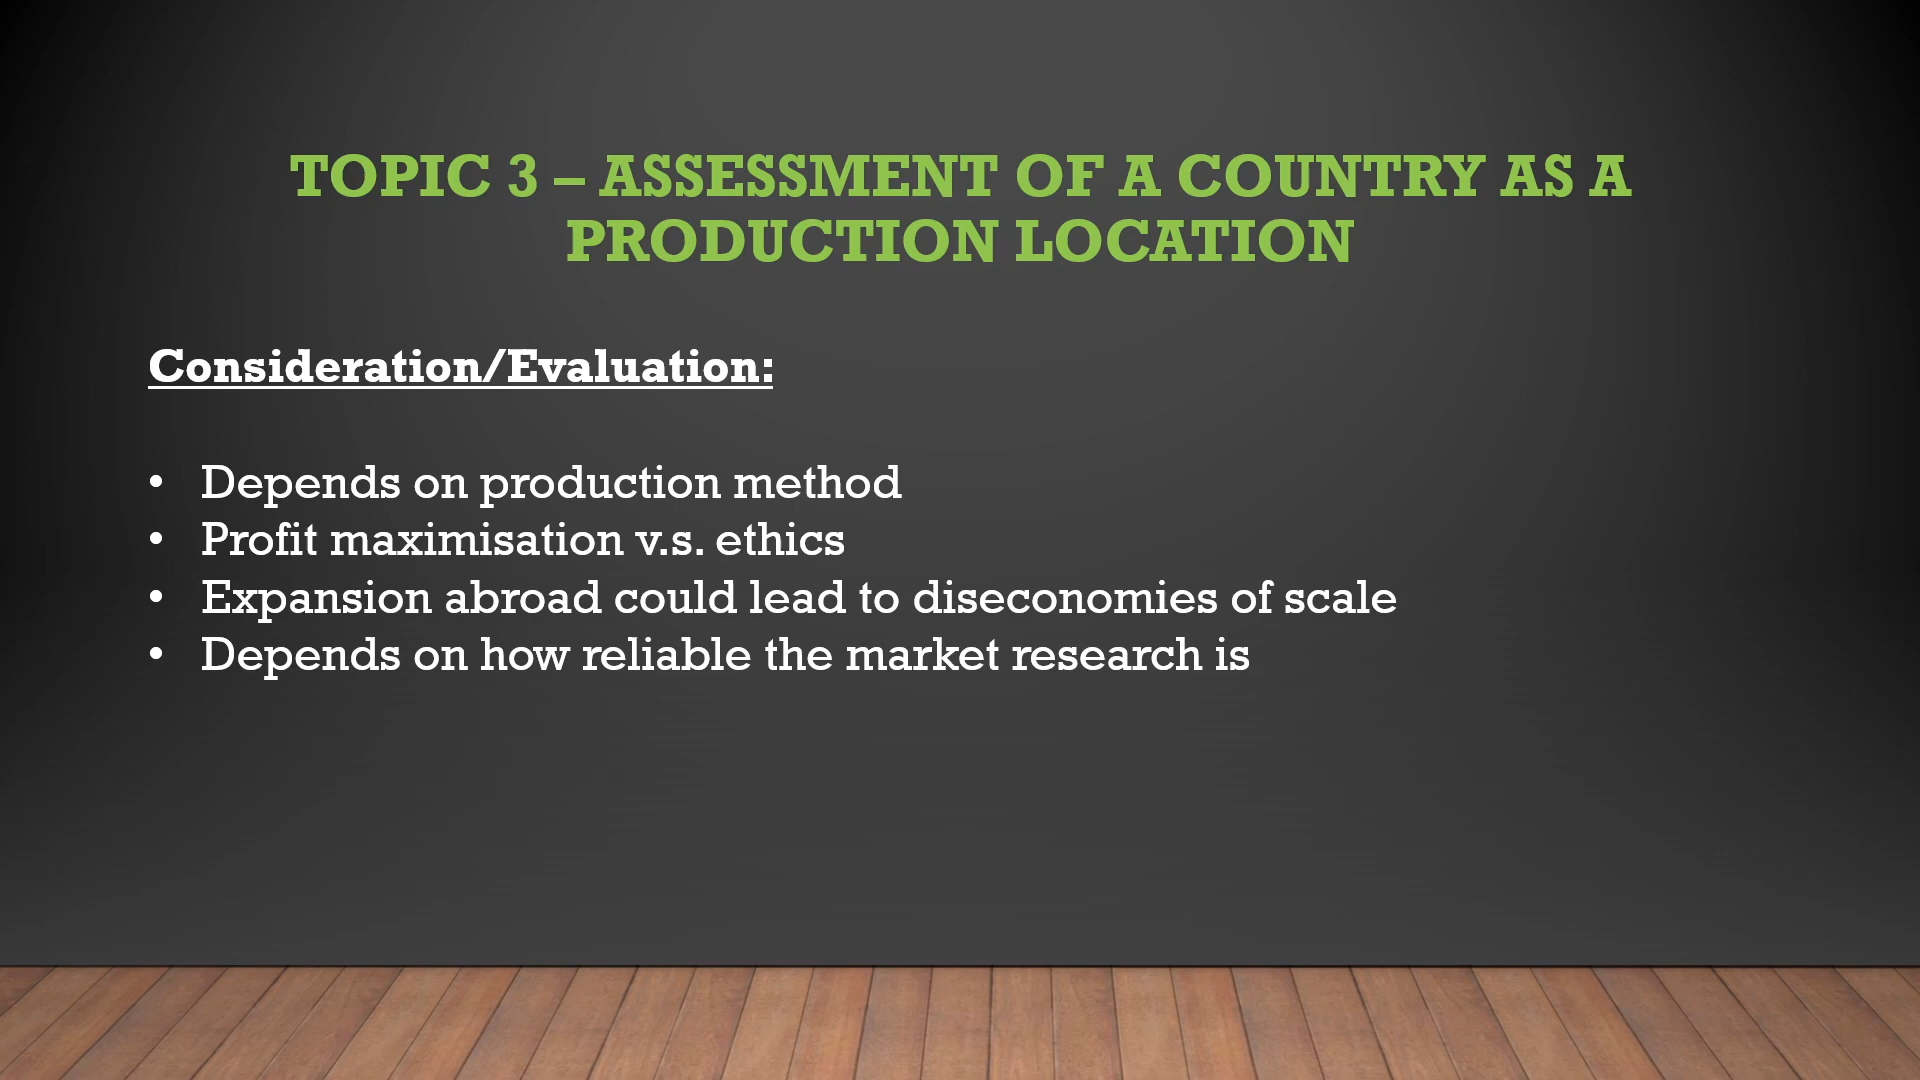 TOPIC 3 – ASSESSMENT OF A COUNTRY AS A
PRODUCTION LOCATION
Consideration/Evaluation:
• Depends on production method
• Profit maximisation v.s. ethics
• Expansion abroad could lead to diseconomies of scale
• Depends on how reliable the market research is